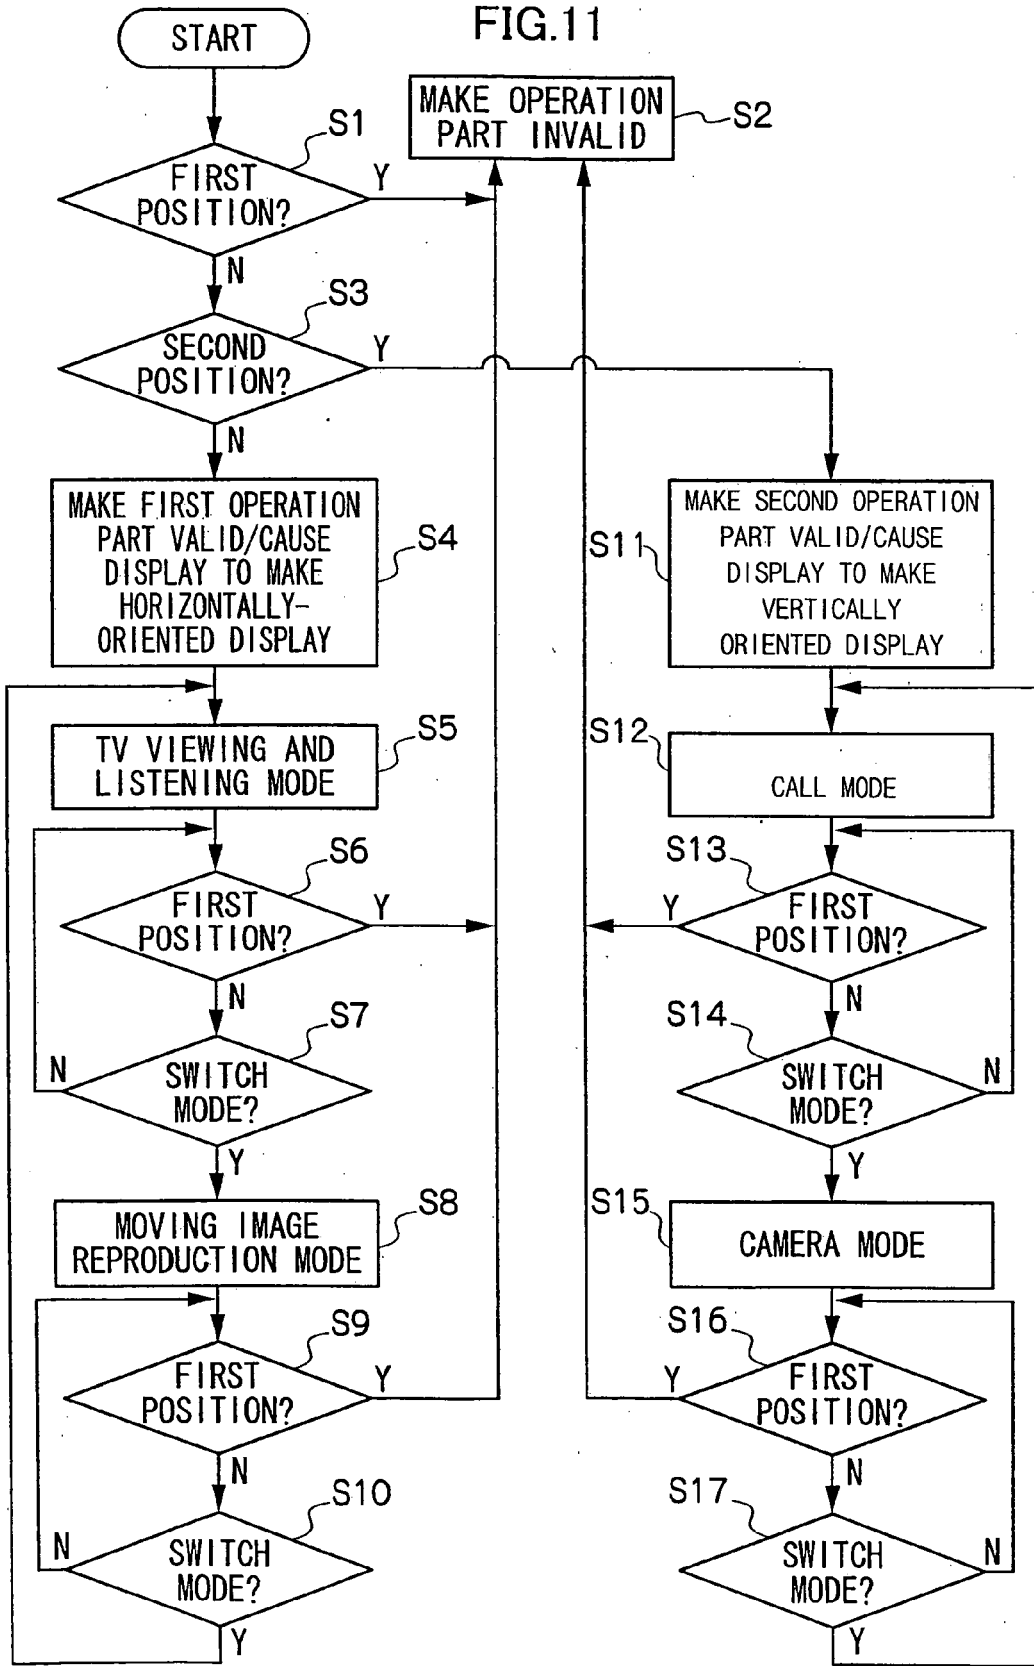 FIG.11
START
MAKE OPERATION
PART INVALID
S2
S1
FIRST
POSITION?
Y
N
S3
SECOND
POSITION?
Y
N
MAKE FIRST OPERATION
PART VALID/CAUSE
DISPLAY TO MAKE
HORIZONTALLY-
ORIENTED DISPLAY
S4
S5
TV VIEWING AND
LISTENING MODE
S6
FIRST
POSITION?
Y
N
S7
SWITCH
MODE?
N
Y
MOVING IMAGE
REPRODUCTION MODE
S8
S9
FIRST
POSITION?
Y
N
S10
SWITCH
MODE?
N
Y
S11
MAKE SECOND OPERATION
PART VALID/CAUSE
DISPLAY TO MAKE
VERTICALLY
ORIENTED DISPLAY
S12
CALL MODE
S13
FIRST
POSITION?
Y
N
S14
SWITCH
MODE?
N
Y
S15
CAMERA MODE
S16
FIRST
POSITION?
Y
N
S17
SWITCH
MODE?
N
Y